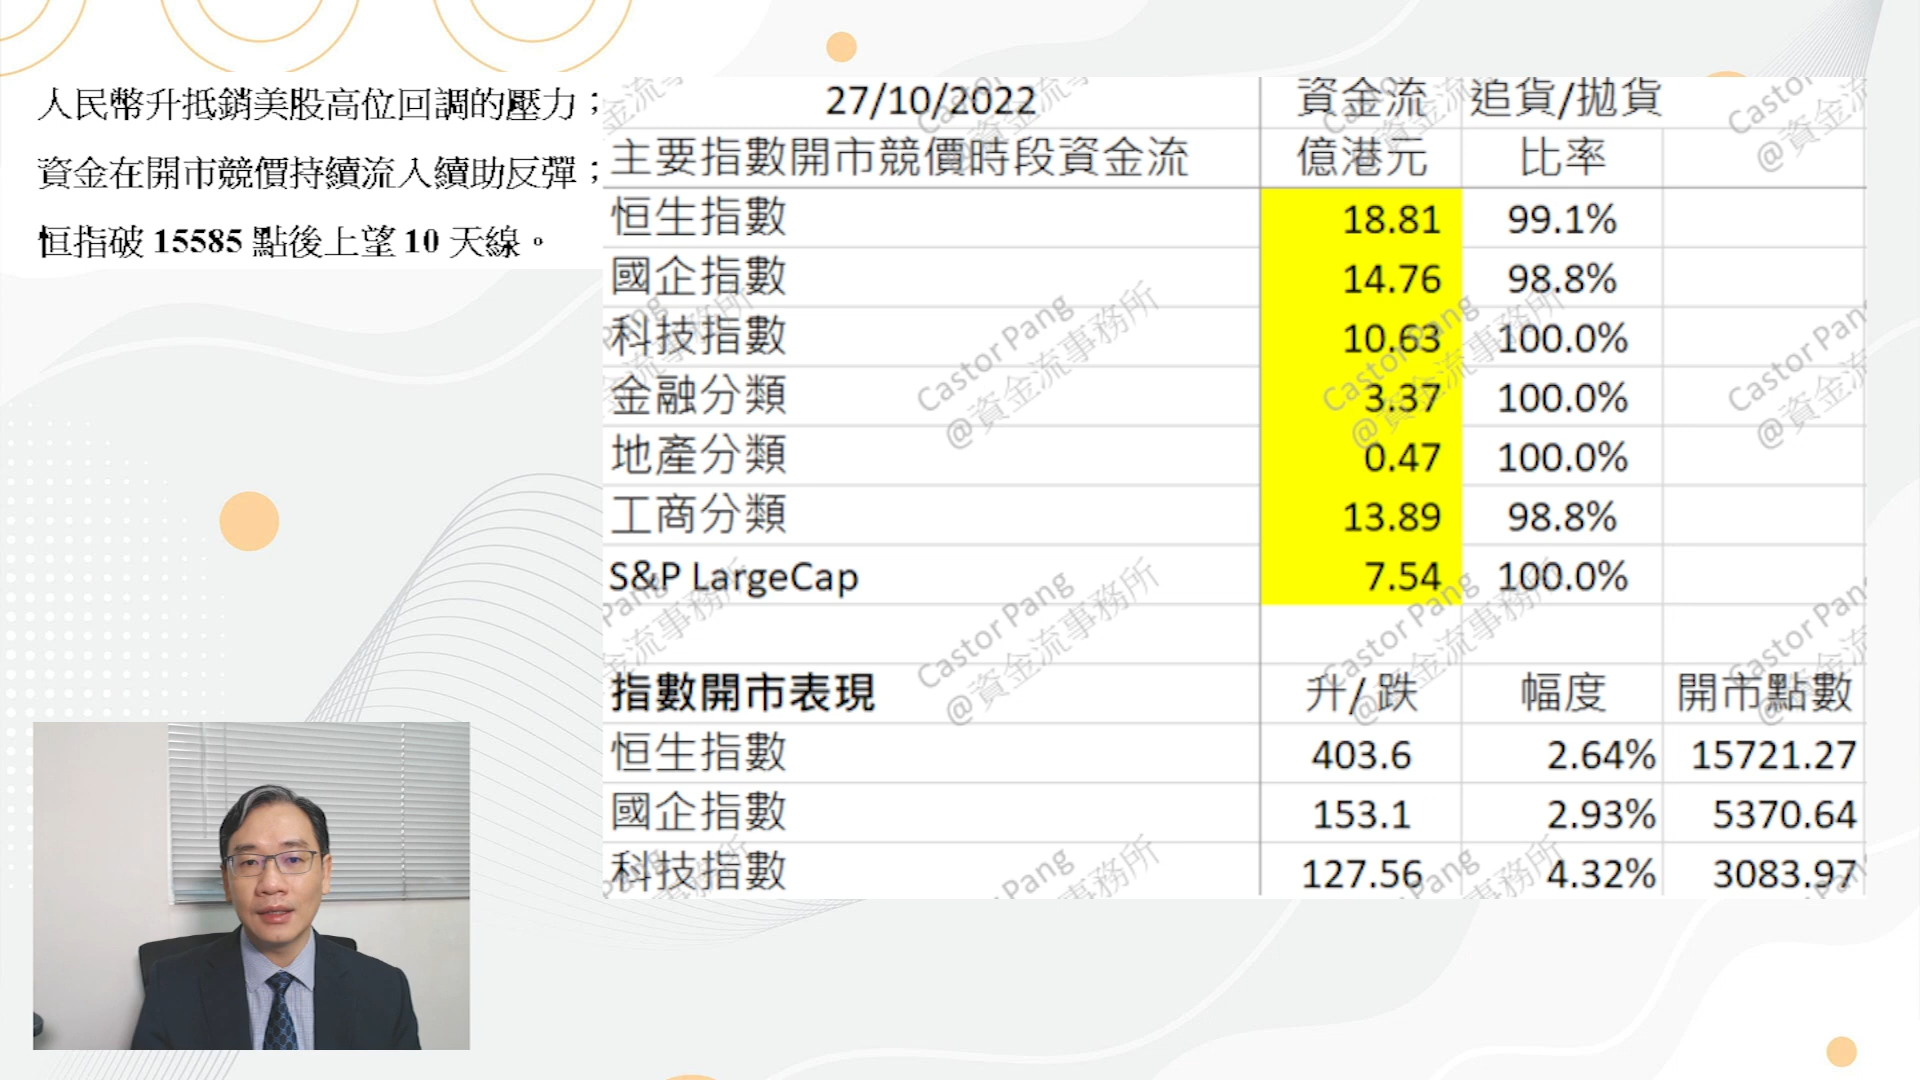 人民幣升抵銷美股高位回調的壓力；
資金在開市競價持續流入續助反彈；
恒指破 15585 點後上望 10 天線。
27/10/2022 資金流 追貨/拋貨
主要指數開市競價時段資金流 億港元 比率
恒生指數 18.81 99.1%
國企指數 14.76 98.8%
科技指數 10.63 100.0%
金融分類 3.37 100.0%
地產分類 0.47 100.0%
工商分類 13.89 98.8%
S&P LargeCap 7.54 100.0%
指數開市表現 升/跌 幅度 開市點數
恒生指數 403.6 2.64% 15721.27
國企指數 153.1 2.93% 5370.64
科技指數 127.56 4.32% 3083.97
Castor Pang
@資金流事務所